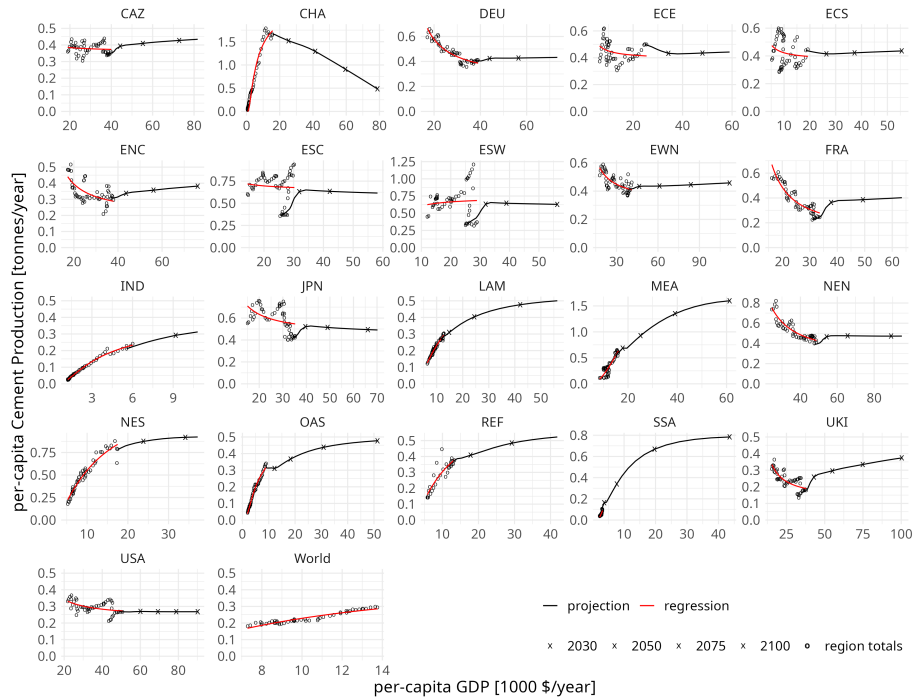 CAZ CHA DEU ECE ECS
0.5 0.4 0.3 0.2 0.1 0.0
1.5 1.0 0.5 0.0
0.6 0.4 0.2 0.0
0.6 0.4 0.2 0.0
0.6 0.4 0.2 0.0
20 40 60 80
0 20 40 60 80
20 40 60 80
20 40 60
10 20 30 40 50
ENC ESC ESW EWN FRA
0.5 0.4 0.3 0.2 0.1 0.0
0.75 0.50 0.25 0.00
1.25 1.00 0.75 0.50 0.25 0.00
0.6 0.4 0.2 0.0
0.6 0.4 0.2 0.0
20 40 60
20 30 40 50
10 20 30 40 50
30 60 90
20 30 40 50 60
IND JPN LAM MEA NEN
0.5 0.4 0.3 0.2 0.1 0.0
0.6 0.4 0.2 0.0
0.5 0.4 0.3 0.2 0.1 0.0
1.5 1.0 0.5 0.0
0.8 0.6 0.4 0.2 0.0
3 6 9
20 30 40 50 60 70
10 20 30 40 50
10 20 30 40 50 60
40 60 80
NES OAS REF SSA UKI
0.75 0.50 0.25 0.00
0.5 0.4 0.3 0.2 0.1 0.0
0.5 0.4 0.3 0.2 0.1 0.0
0.8 0.6 0.4 0.2 0.0
0.5 0.4 0.3 0.2 0.1 0.0
10 20 30
0 10 20 30 40 50
10 20 30 40
10 20 30 40
25 50 75 100
USA World
0.5 0.4 0.3 0.2 0.1 0.0
0.5 0.4 0.3 0.2 0.1 0.0
20 40 60 80
8 10 12 14
per-capita Cement Production [tonnes/year]
per-capita GDP [1000 $/year]
projection regression
2030 2050 2075 2100 region totals